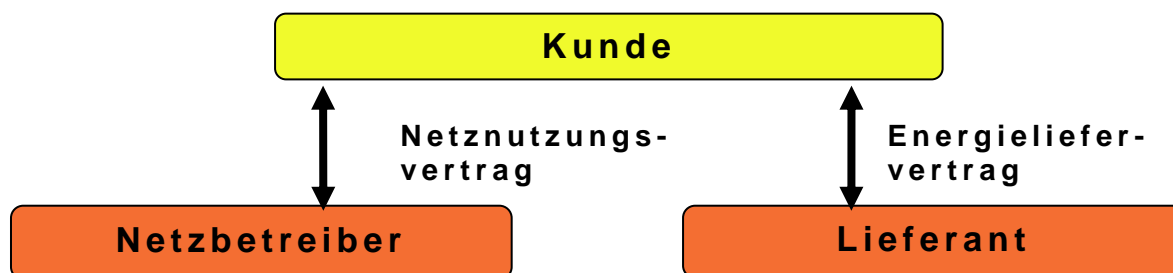 Kunde
Netznutzungs-
vertrag
Energieliefer-
vertrag
Netzbetreiber
Lieferant